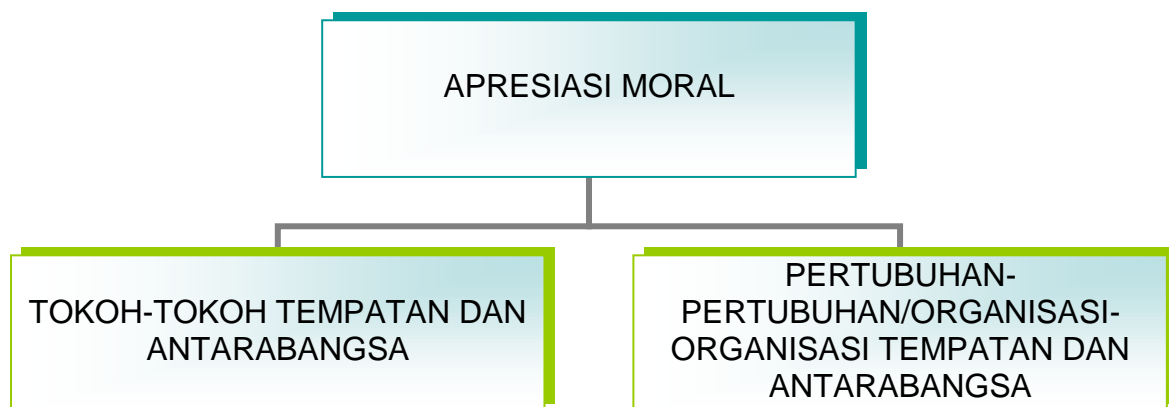 APRESIASI MORAL
TOKOH-TOKOH TEMPATAN DAN
ANTARABANGSA
PERTUBUHAN-
PERTUBUHAN/ORGANISASI-
ORGANISASI TEMPATAN DAN
ANTARABANGSA